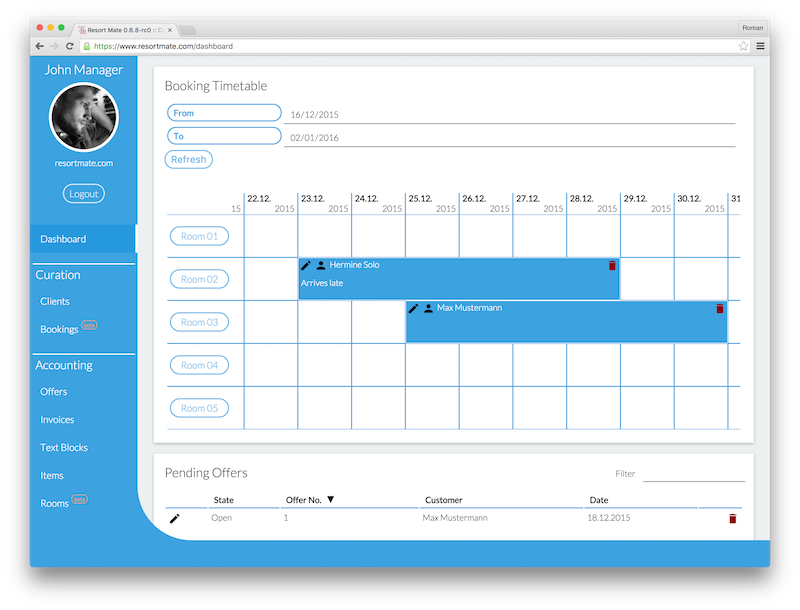 Resort Mate 0.6.8-rc0 :: C
Roman
https://www.resortmate.com/dashboard
John Manager
resortmate.com
Logout
Dashboard
Curation
Clients
Bookings beta
Accounting
Offers
Invoices
Text Blocks
Items
Rooms beta
Booking Timetable
From 16/12/2015
To 02/01/2016
Refresh
22.12. 23.12. 24.12. 25.12. 26.12. 27.12. 28.12. 29.12. 30.12. 31
15 2015 2015 2015 2015 2015 2015 2015 2015 2015
Room 01
Room 02 Hermine Solo
Arrives late
Room 03 Max Mustermann
Room 04
Room 05
Pending Offers Filter
State Offer No. ▼ Customer Date
Open 1 Max Mustermann 18.12.2015